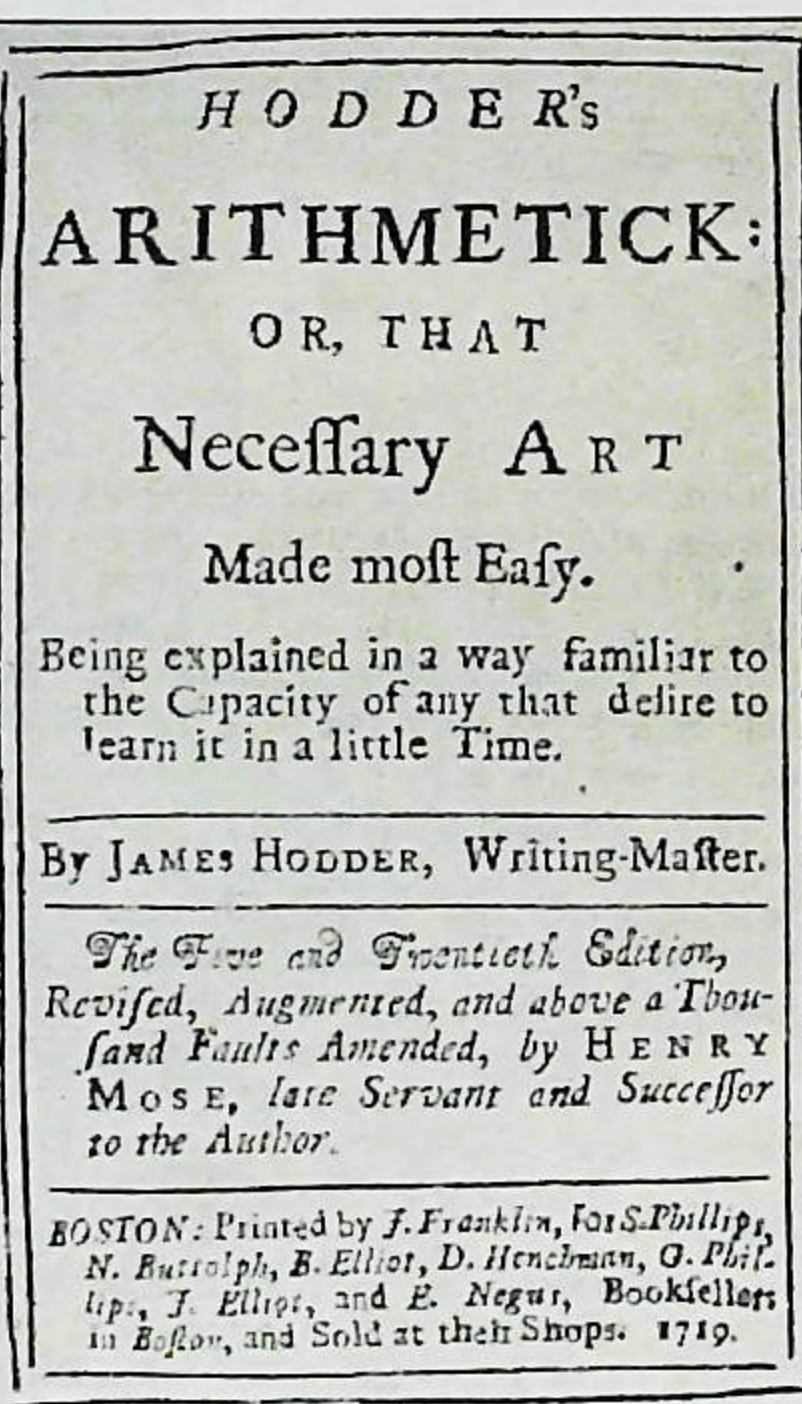 HODDER's
ARITHMETICK:
OR, THAT
Neceſſary ART
Made moſt Eaſy.
Being explained in a way familiar to
the Capacity of any that deſire to
learn it in a little Time.
By JAMES HODDER, Writing-Maſter.
The Five and Twentieth Edition,
Reviſed, Augmented, and above a Thou-
ſand Faults Amended, by HENRY
MOSE, late Servant and Succeſſor
to the Author.
BOSTON: Printed by J. Franklin, for S. Phillips,
N. Buttolph, B. Elliot, D. Henchman, G. Phil-
lips, J. Elliot, and E. Negus, Bookſellers
in Boſton, and Sold at their Shops. 1719.